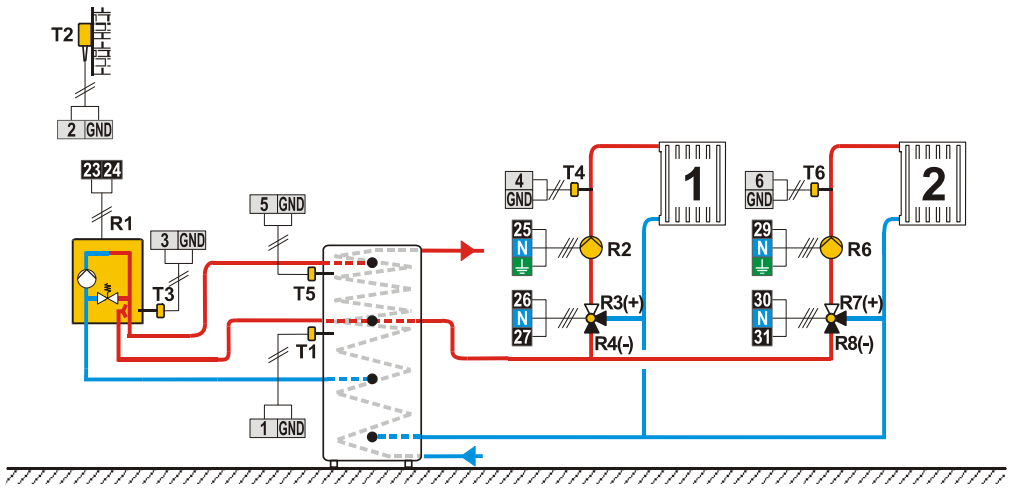 T2
2 GND
23 24
R1
3 GND
T3
5 GND
T5
T1
1 GND
4
GND
T4
25
N
R2
26
N
27
R3(+)
R4(-)
1
6
GND
T6
29
N
R6
30
N
31
R7(+)
R8(-)
2